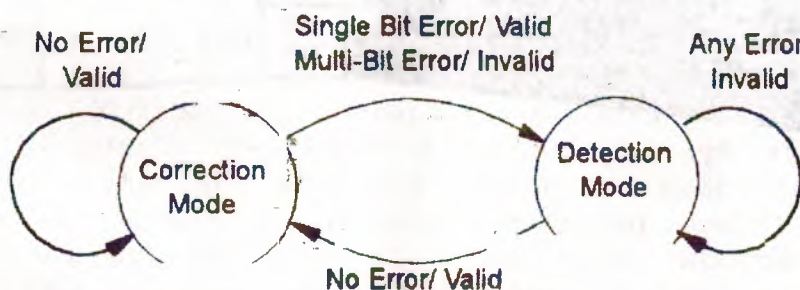 No Error/
Valid
Single Bit Error/ Valid
Multi-Bit Error/ Invalid
Any Error
Invalid
Correction
Mode
Detection
Mode
No Error/ Valid